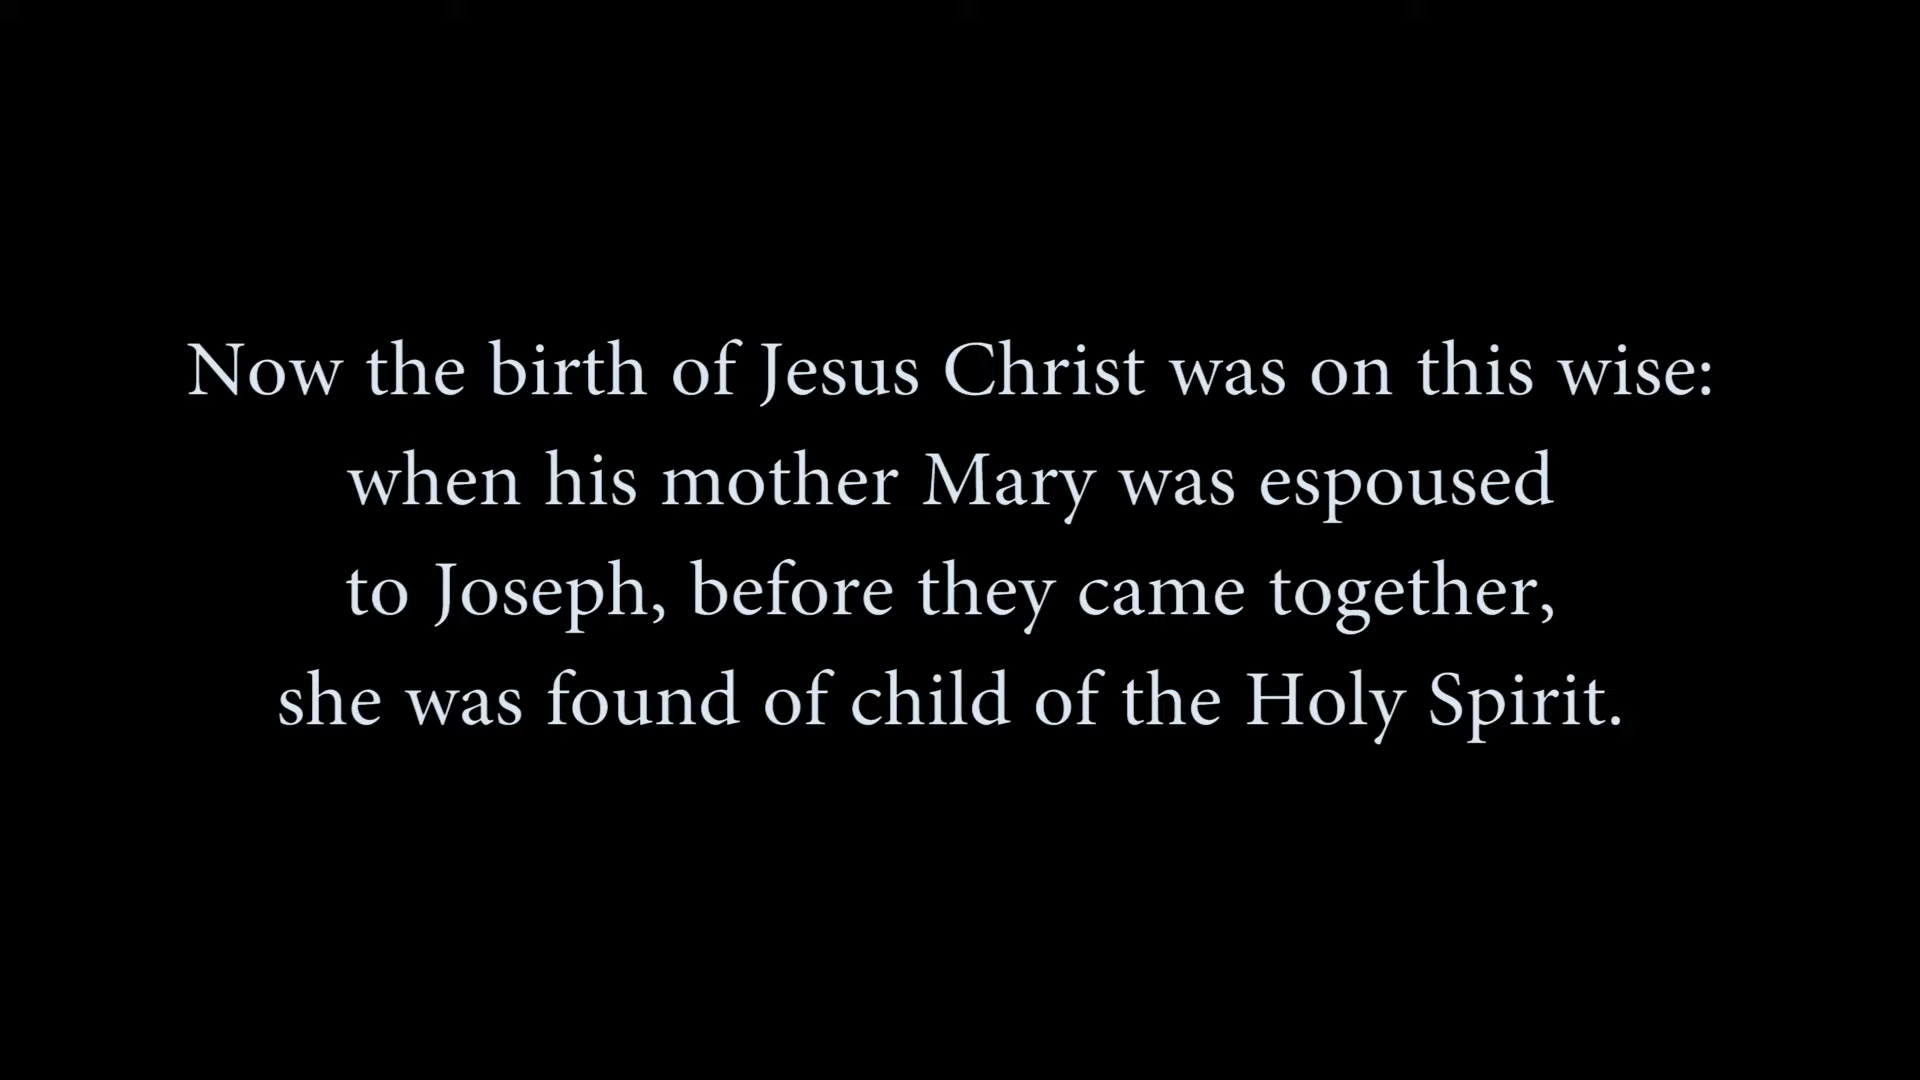 Now the birth of Jesus Christ was on this wise:
when his mother Mary was espoused
to Joseph, before they came together,
she was found of child of the Holy Spirit.